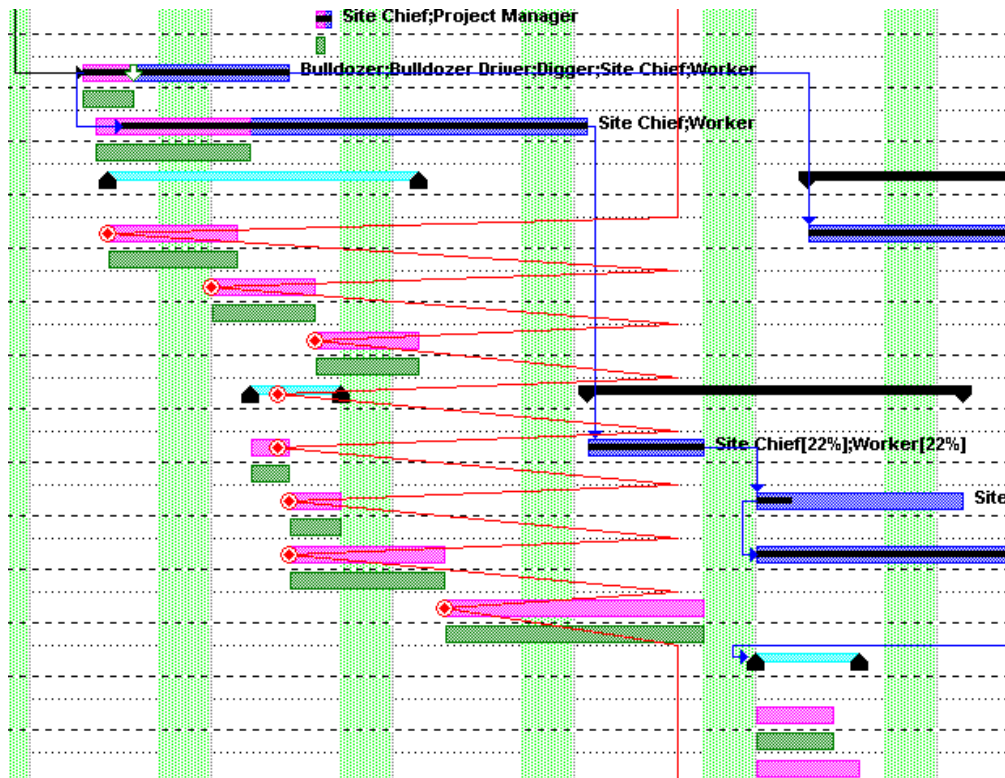 Site Chief;Project Manager
Bulldozer;Bulldozer Driver;Digger;Site Chief;Worker
Site Chief;Worker
Site Chief[22%];Worker[22%]
Site